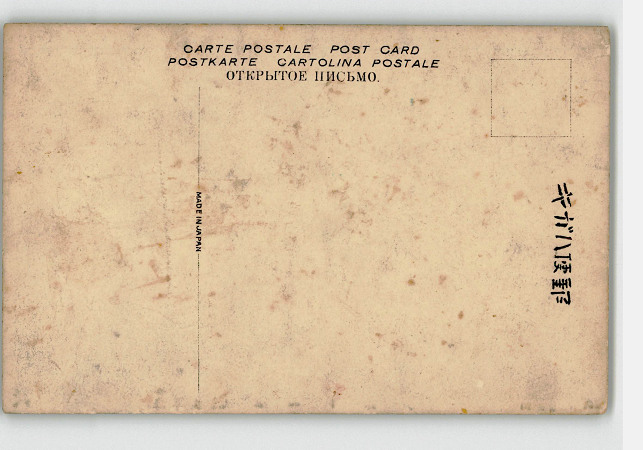 CARTE POSTALE POST CARD
POSTKARTE CARTOLINA POSTALE
ОТКРЫТОЕ ПИСЬМО.
MADE IN JAPAN
郵便ハガキ